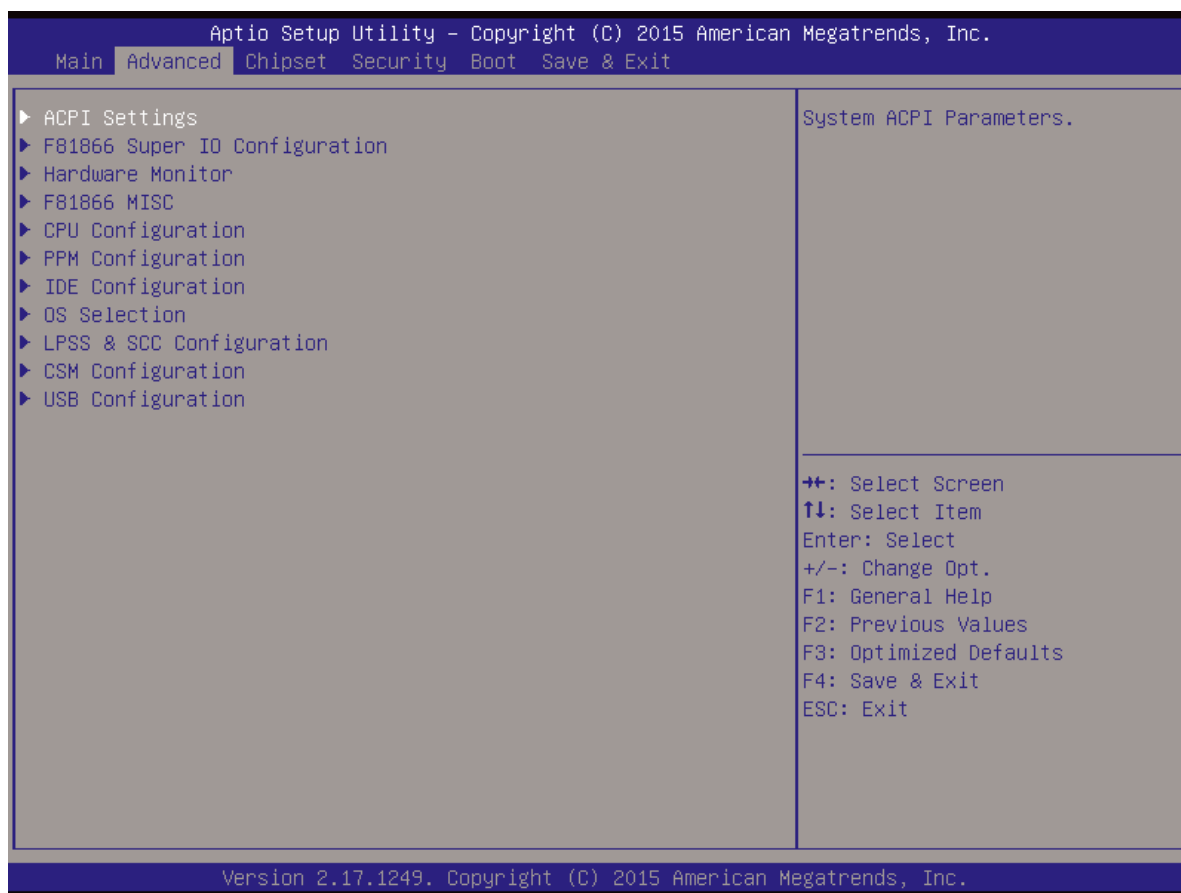 Aptio Setup Utility – Copyright (C) 2015 American Megatrends, Inc.
Main Advanced Chipset Security Boot Save & Exit
▶ ACPI Settings
▶ F81866 Super IO Configuration
▶ Hardware Monitor
▶ F81866 MISC
▶ CPU Configuration
▶ PPM Configuration
▶ IDE Configuration
▶ OS Selection
▶ LPSS & SCC Configuration
▶ CSM Configuration
▶ USB Configuration
System ACPI Parameters.
→←: Select Screen
↑↓: Select Item
Enter: Select
+/-: Change Opt.
F1: General Help
F2: Previous Values
F3: Optimized Defaults
F4: Save & Exit
ESC: Exit
Version 2.17.1249. Copyright (C) 2015 American Megatrends, Inc.